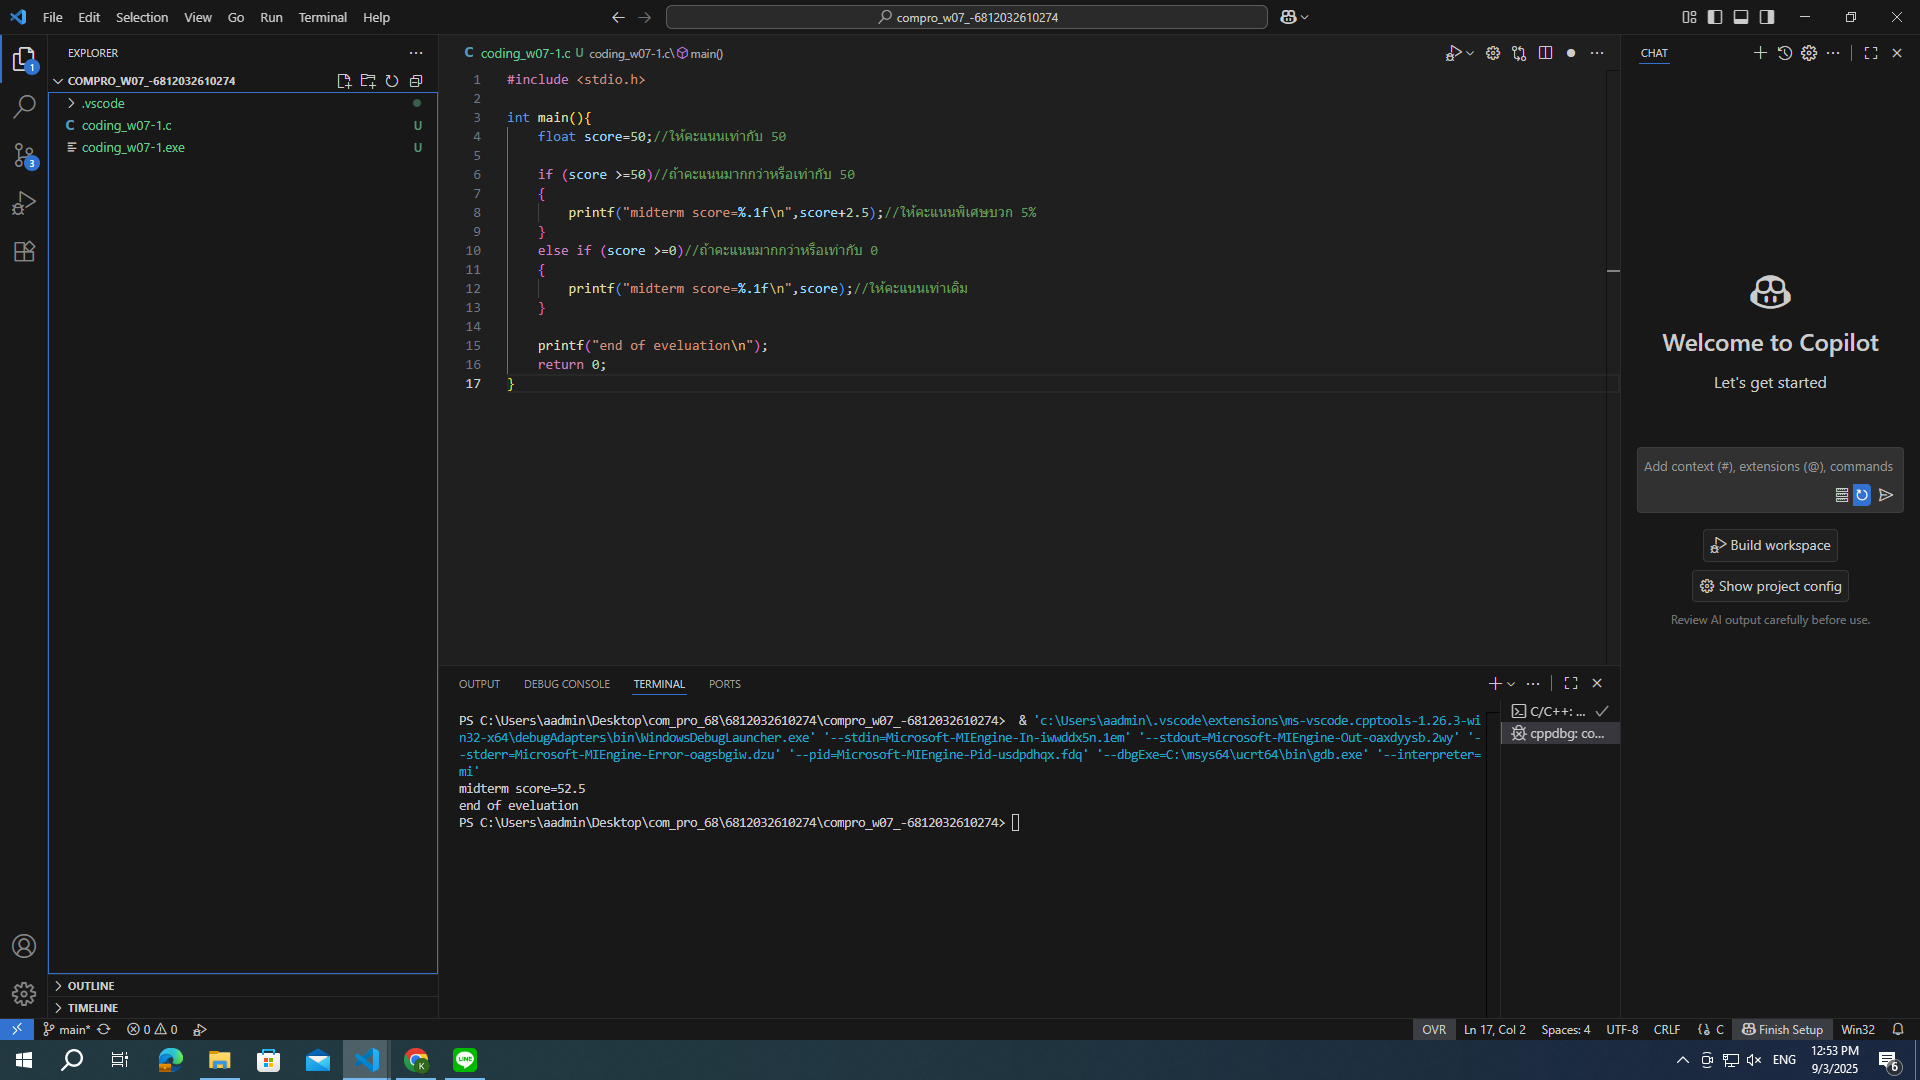 File Edit Selection View Go Run Terminal Help
compro_w07_-6812032610274
EXPLORER
COMPRO_W07_-6812032610274
.vscode
C coding_w07-1.c U
coding_w07-1.exe U
OUTLINE
TIMELINE
C coding_w07-1.c U coding_w07-1.c\ main()
1 #include <stdio.h>
2
3 int main(){
4 float score=50;//ให้คะแนนเท่ากับ 50
5
6 if (score >=50)//ถ้าคะแนนมากกว่าหรือเท่ากับ 50
7 {
8 printf("midterm score=%.1f\n",score+2.5);//ให้คะแนนพิเศษบวก 5%
9 }
10 else if (score >=0)//ถ้าคะแนนมากกว่าหรือเท่ากับ 0
11 {
12 printf("midterm score=%.1f\n",score);//ให้คะแนนเท่าเดิม
13 }
14
15 printf("end of eveluation\n");
16 return 0;
17 }
OUTPUT DEBUG CONSOLE TERMINAL PORTS
PS C:\Users\aadmin\Desktop\com_pro_68\6812032610274\compro_w07_-6812032610274> & 'c:\Users\aadmin\.vscode\extensions\ms-vscode.cpptools-1.26.3-wi
n32-x64\debugAdapters\bin\WindowsDebugLauncher.exe' '--stdin=Microsoft-MIEngine-In-iwwddx5n.1em' '--stdout=Microsoft-MIEngine-Out-oaxdyysb.2wy' '-
-stderr=Microsoft-MIEngine-Error-oagsbgiw.dzu' '--pid=Microsoft-MIEngine-Pid-usdpdhqx.fdq' '--dbgExe=C:\msys64\ucrt64\bin\gdb.exe' '--interpreter=
mi'
midterm score=52.5
end of eveluation
PS C:\Users\aadmin\Desktop\com_pro_68\6812032610274\compro_w07_-6812032610274>
C/C++: ...
cppdbg: co...
CHAT
Welcome to Copilot
Let's get started
Add context (#), extensions (@), commands
Build workspace
Show project config
Review AI output carefully before use.
1
3
main* 0 0
OVR Ln 17, Col 2 Spaces: 4 UTF-8 CRLF C Finish Setup Win32
K LINE
ENG
12:53 PM
9/3/2025
6